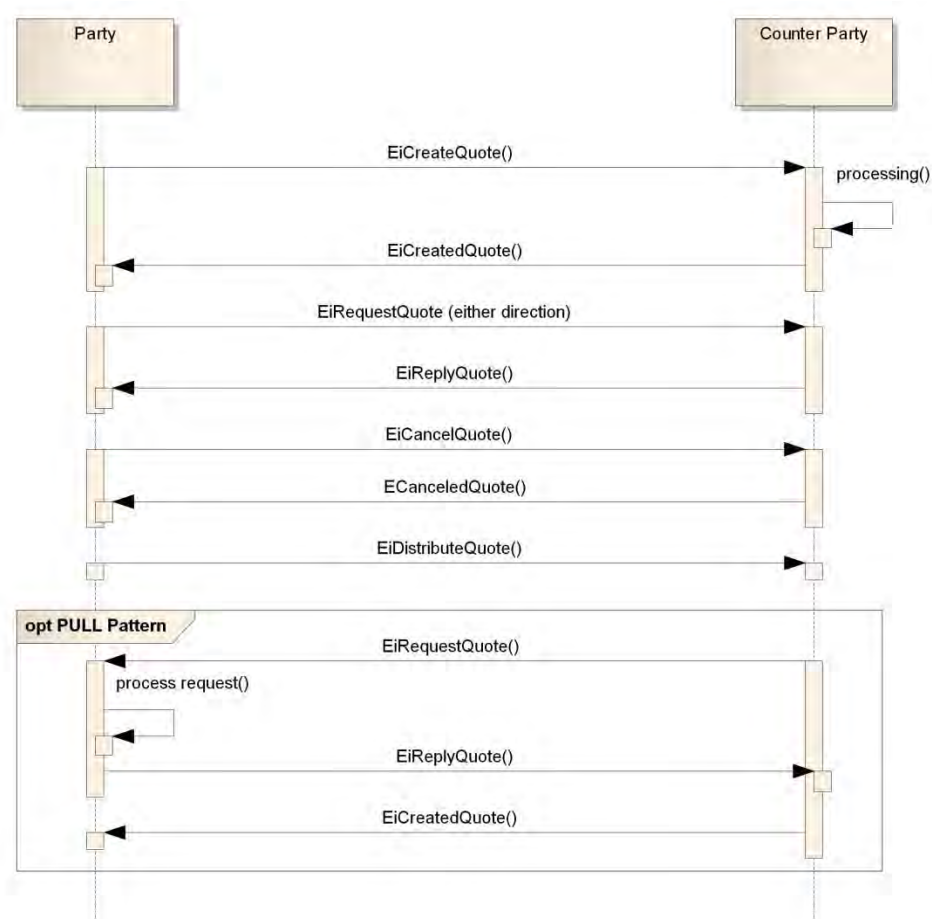 Party
Counter Party
EiCreateQuote()
processing()
EiCreatedQuote()
EiRequestQuote (either direction)
EiReplyQuote()
EiCancelQuote()
ECanceledQuote()
EiDistributeQuote()
opt PULL Pattern
EiRequestQuote()
process request()
EiReplyQuote()
EiCreatedQuote()